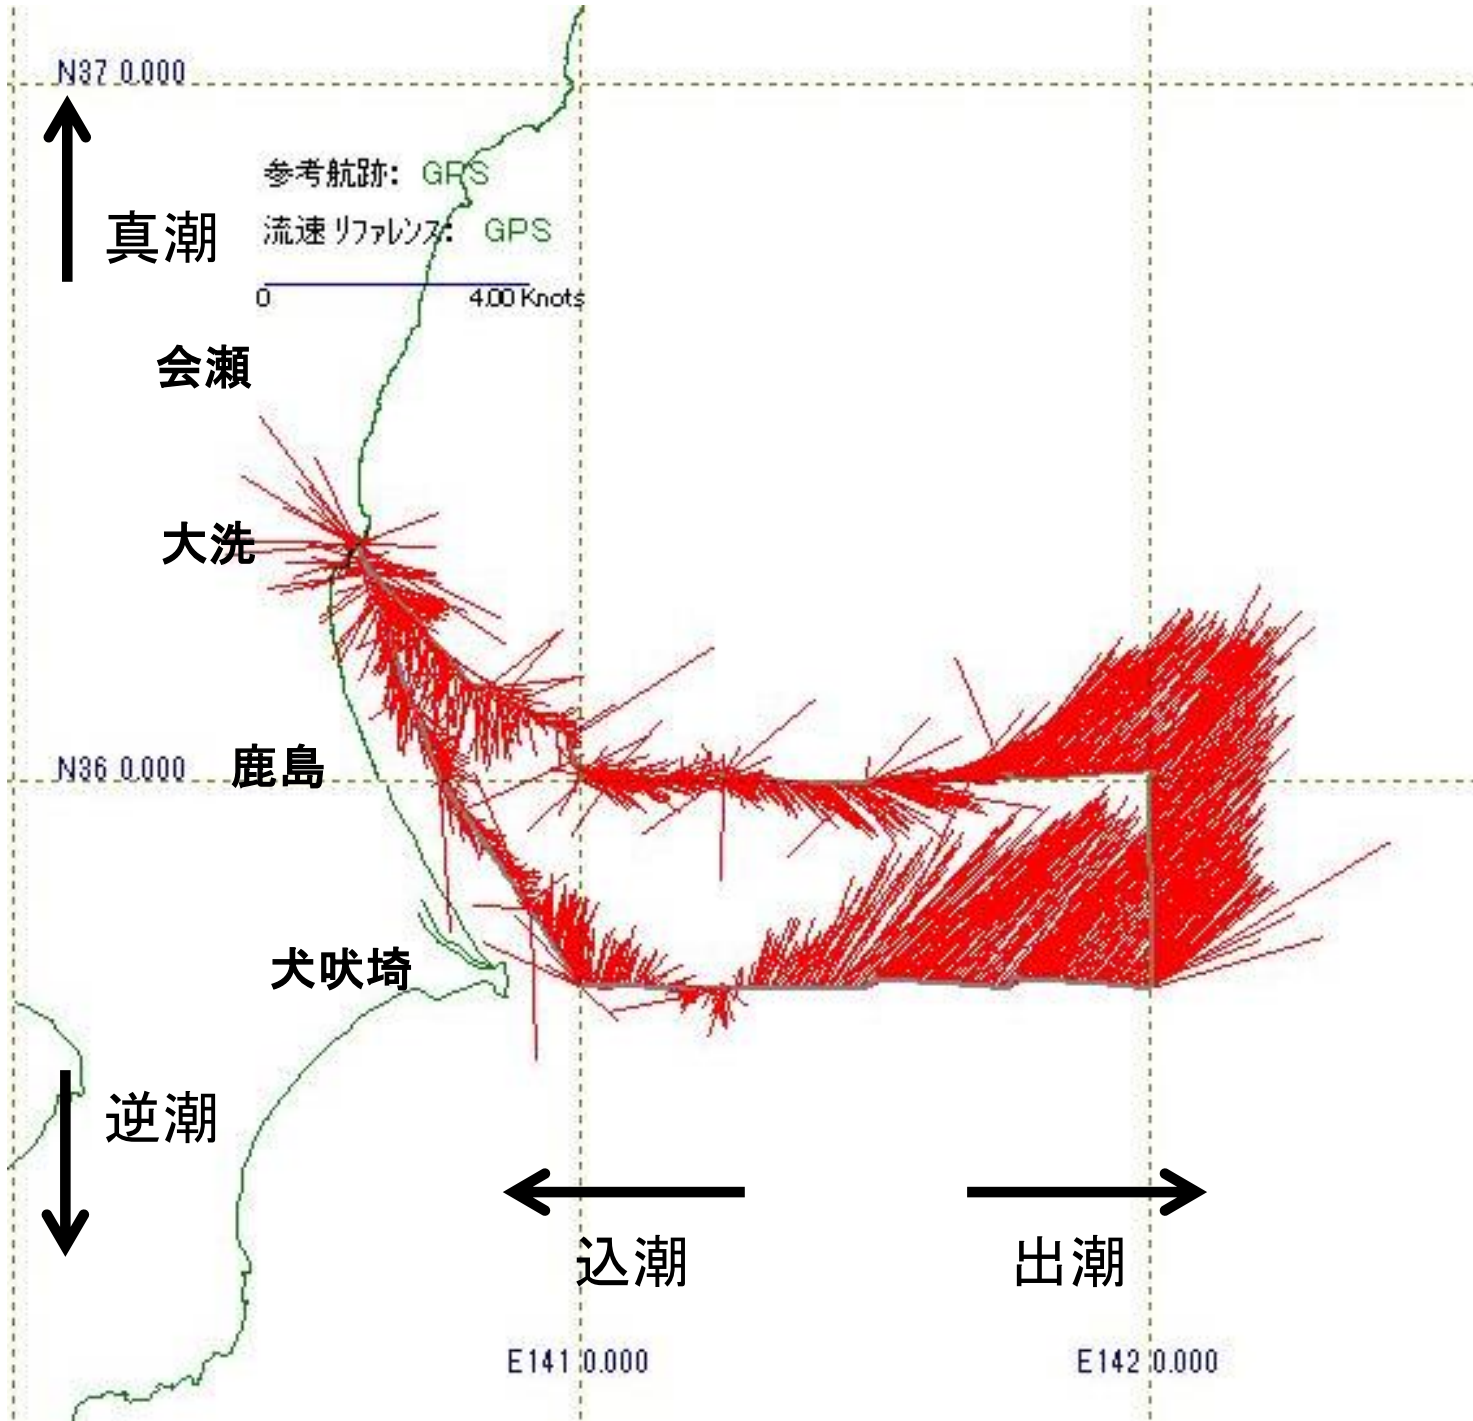 N37 0.000
参考航跡: GPS
真潮
流速 リファレンス: GPS
0 4.00 Knots
会瀬
大洗
N36 0.000
鹿島
犬吠埼
逆潮
込潮
出潮
E141 0.000
E142 0.000